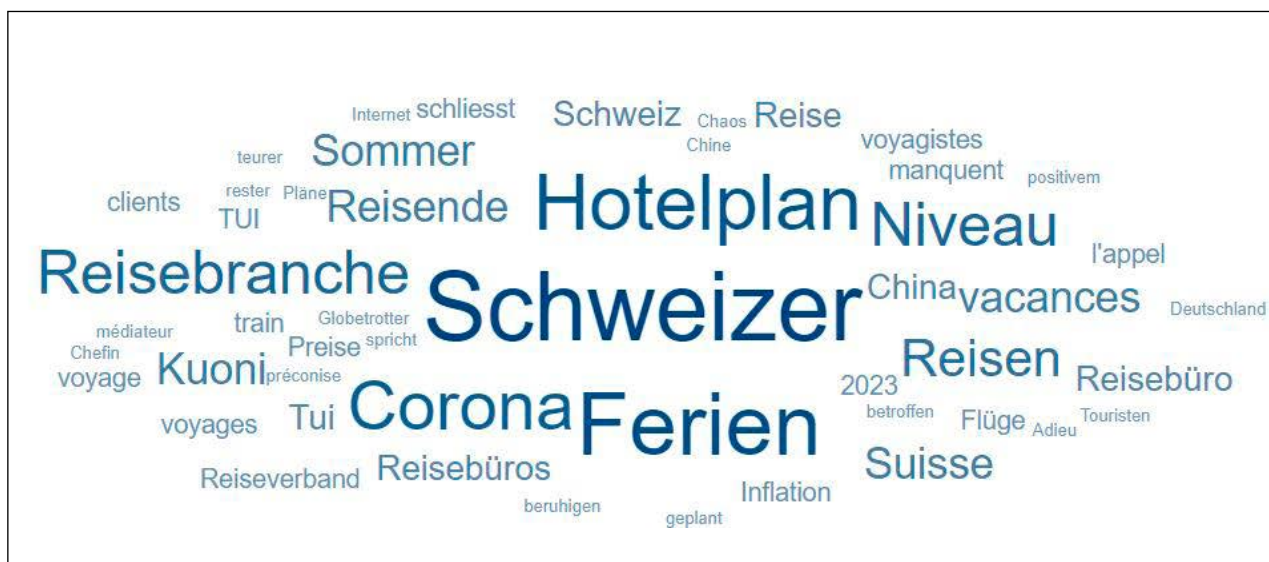 Internet schliesst Schweiz Chaos Reise
Chine voyagistes
teurer Sommer manquent positivem
clients rester Pläne Reisende Hotelplan Niveau
TUI l'appel
Reisebranche Schweizer China vacances Deutschland
médiateur train Globetrotter
Chefin Preise spricht Reisen
voyage Kuoni préconise 2023 Reisebüro
voyages Tui Corona Ferien betroffen Flüge Adieu Touristen
Reiseverband Reisebüros Suisse
Inflation
beruhigen geplant